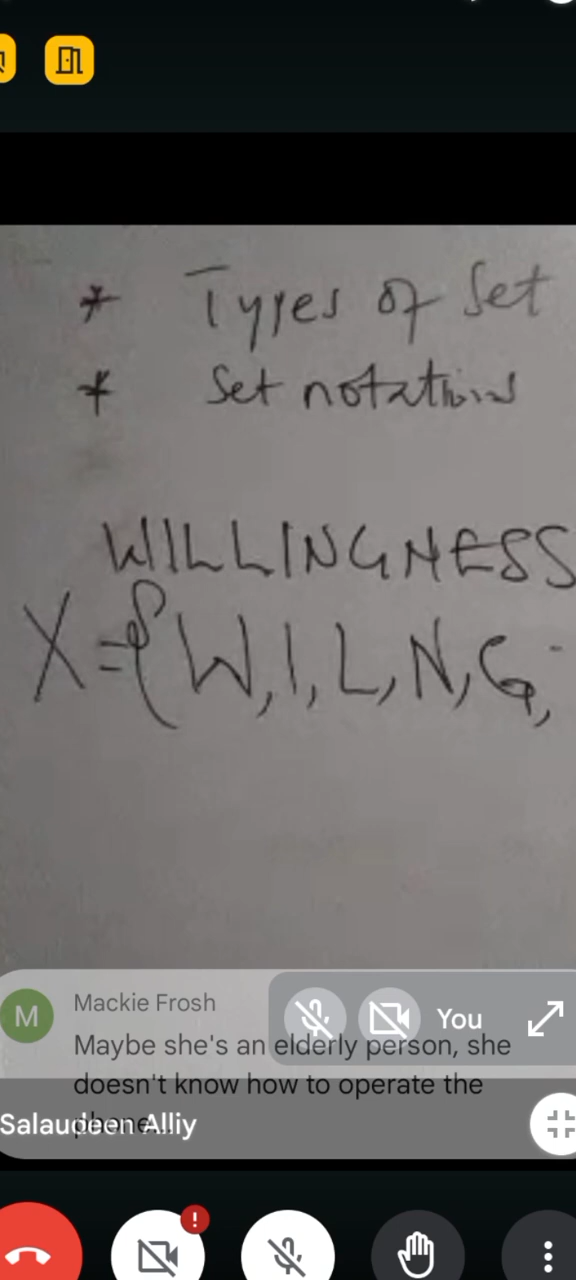 * Types of Set
* Set notations
WILLINGNESS
X={W,I,L,N,G,
M
Mackie Frosh
You
Maybe she's an elderly person, she
doesn't know how to operate the
phone...
Salaudeen Alliy
!